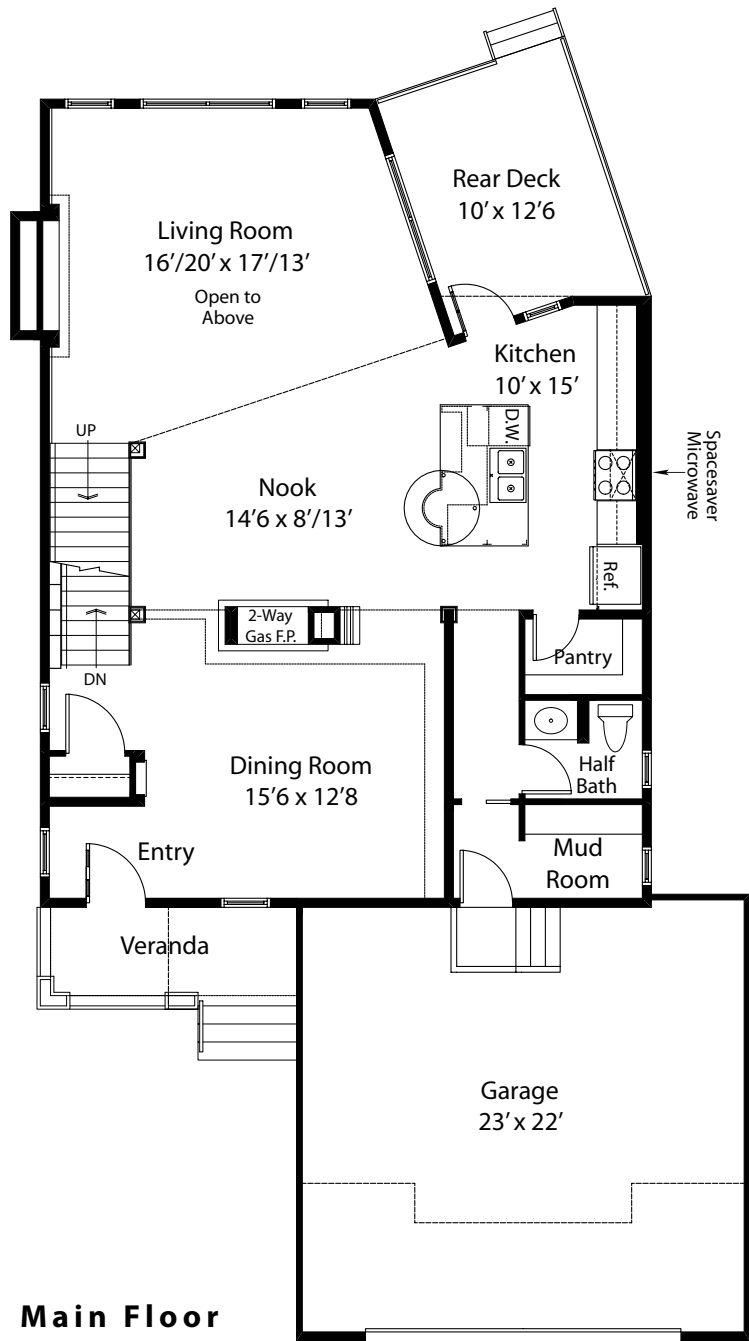 Rear Deck
10’ x 12’6
Living Room
16’/20’ x 17’/13’
Open to
Above
Kitchen
10’ x 15’
UP
D.W.
Spacesaver
Microwave
Nook
14’6 x 8’/13’
Ref.
2-Way
Gas F.P.
Pantry
DN
Dining Room
15’6 x 12’8
Half
Bath
Entry
Mud
Room
Veranda
Garage
23’ x 22’
Main Floor